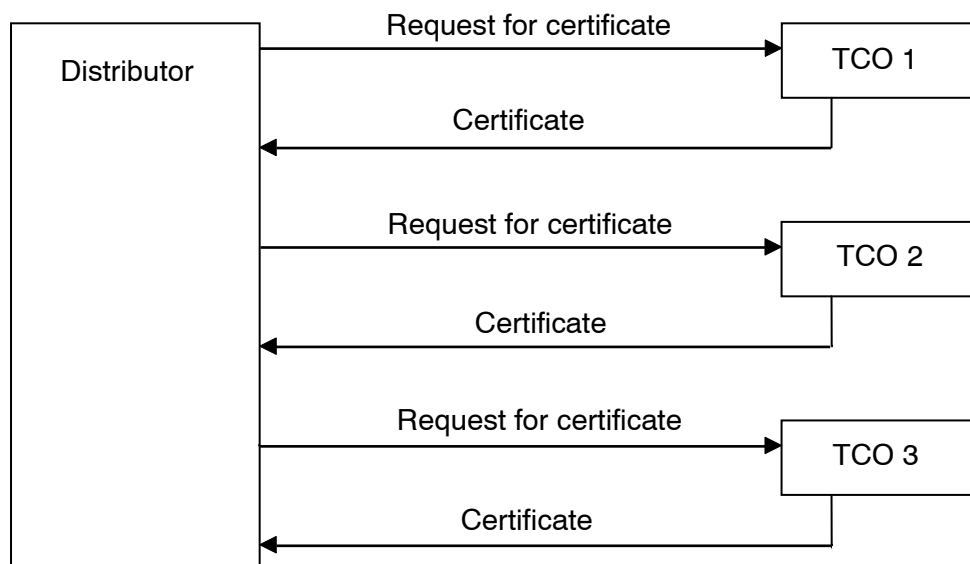 Request for certificate
TCO 1
Distributor
Certificate
Request for certificate
TCO 2
Certificate
Request for certificate
TCO 3
Certificate